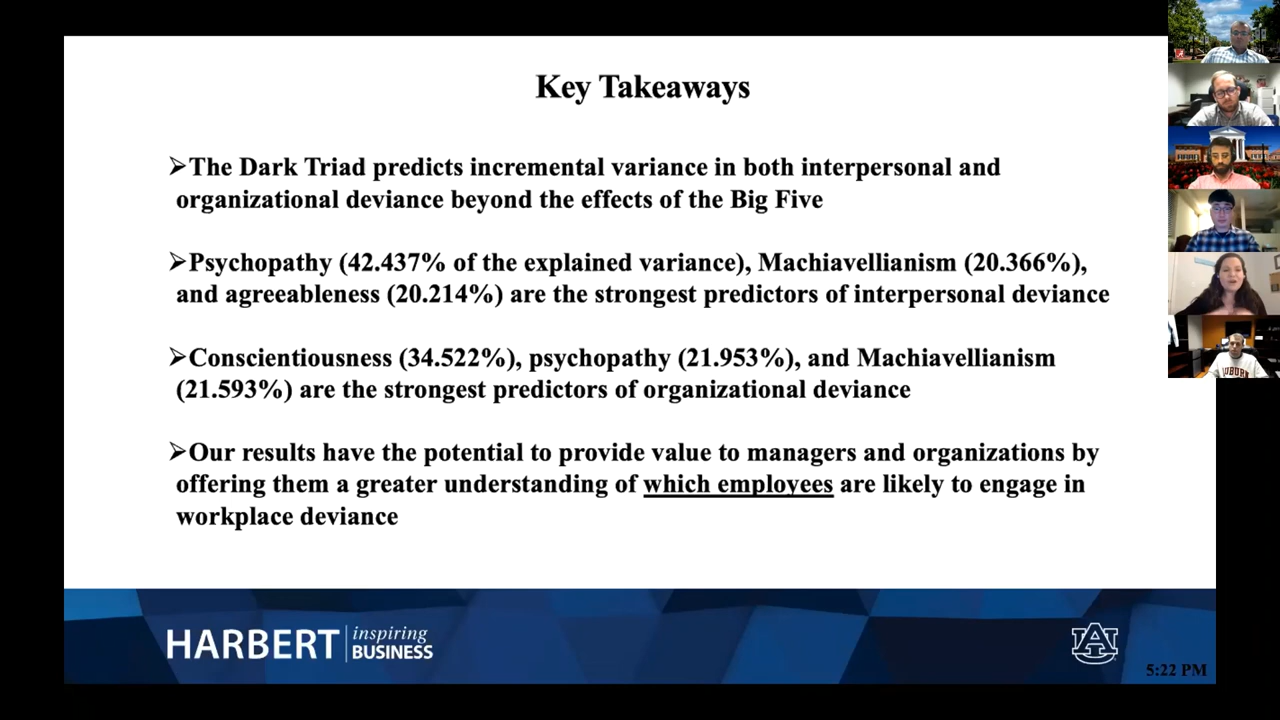 Key Takeaways
➢The Dark Triad predicts incremental variance in both interpersonal and
organizational deviance beyond the effects of the Big Five
➢Psychopathy (42.437% of the explained variance), Machiavellianism (20.366%),
and agreeableness (20.214%) are the strongest predictors of interpersonal deviance
➢Conscientiousness (34.522%), psychopathy (21.953%), and Machiavellianism
(21.593%) are the strongest predictors of organizational deviance
➢Our results have the potential to provide value to managers and organizations by
offering them a greater understanding of which employees are likely to engage in
workplace deviance
HARBERT inspiring
BUSINESS
AU
5:22 PM
AUBURN